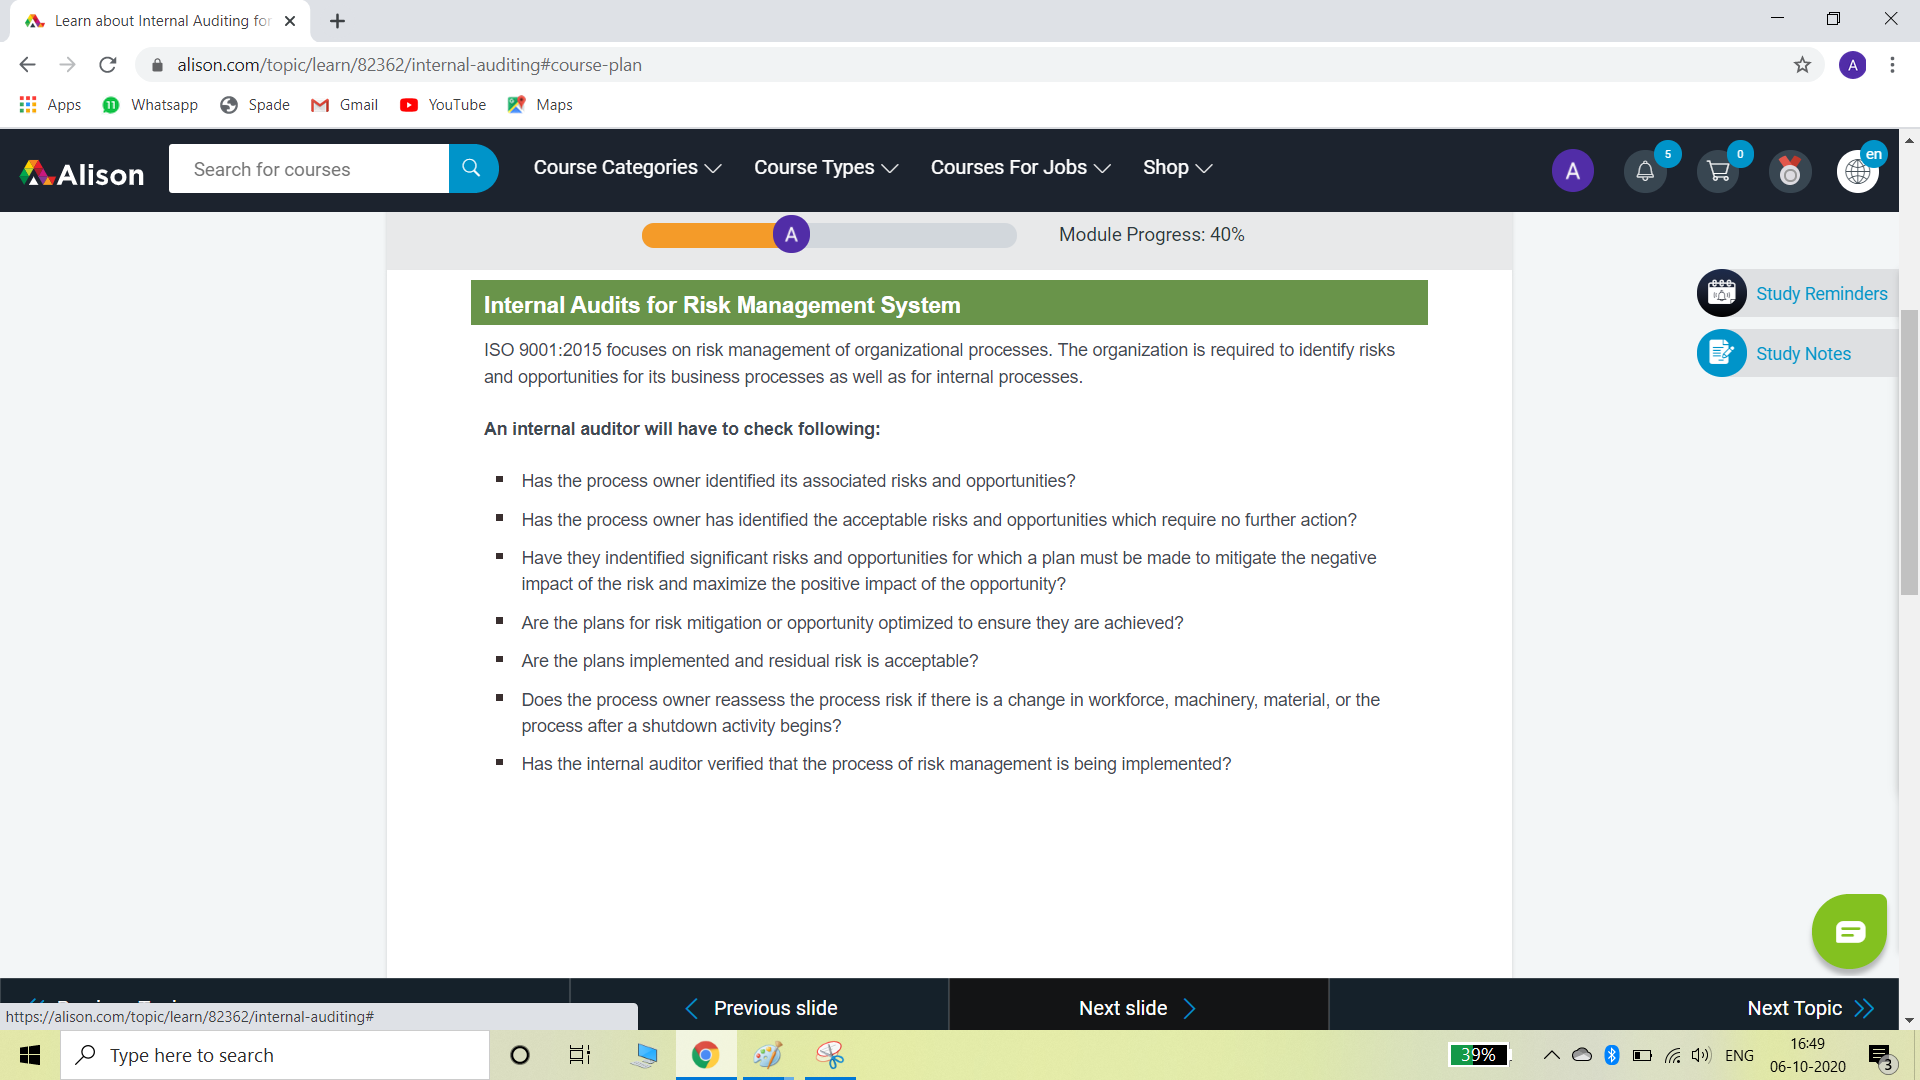 Learn about Internal Auditing for
alison.com/topic/learn/82362/internal-auditing#course-plan
A
Apps
11
Whatsapp
Spade
Gmail
YouTube
Maps
Alison
Search for courses
Course Categories
Course Types
Courses For Jobs
Shop
A
5
0
en
A
Module Progress: 40%
Internal Audits for Risk Management System
Study Reminders
Study Notes
ISO 9001:2015 focuses on risk management of organizational processes. The organization is required to identify risks
and opportunities for its business processes as well as for internal processes.
An internal auditor will have to check following:
Has the process owner identified its associated risks and opportunities?
Has the process owner has identified the acceptable risks and opportunities which require no further action?
Have they indentified significant risks and opportunities for which a plan must be made to mitigate the negative
impact of the risk and maximize the positive impact of the opportunity?
Are the plans for risk mitigation or opportunity optimized to ensure they are achieved?
Are the plans implemented and residual risk is acceptable?
Does the process owner reassess the process risk if there is a change in workforce, machinery, material, or the
process after a shutdown activity begins?
Has the internal auditor verified that the process of risk management is being implemented?
Previous slide
Next slide
Next Topic
https://alison.com/topic/learn/82362/internal-auditing#
Type here to search
39%
ENG
16:49
06-10-2020
3